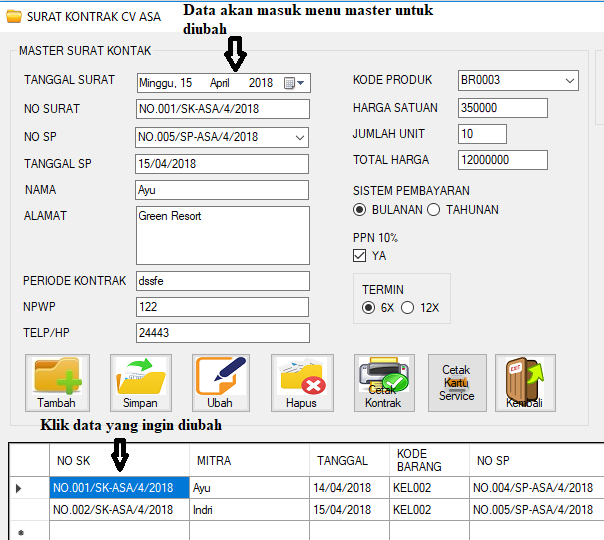 SURAT KONTRAK CV ASA
Data akan masuk menu master untuk
diubah
MASTER SURAT KONTAK
TANGGAL SURAT
Minggu, 15 April 2018
NO SURAT
NO.001/SK-ASA/4/2018
NO SP
NO.005/SP-ASA/4/2018
TANGGAL SP
15/04/2018
NAMA
Ayu
ALAMAT
Green Resort
PERIODE KONTRAK
dssfe
NPWP
122
TELP/HP
24443
KODE PRODUK
BR0003
HARGA SATUAN
350000
JUMLAH UNIT
10
TOTAL HARGA
12000000
SISTEM PEMBAYARAN
BULANAN TAHUNAN
PPN 10%
YA
TERMIN
6X 12X
Tambah
Simpan
Ubah
Hapus
Cetak
Kontrak
Cetak
Kartu
Service
EXIT
Kembali
Klik data yang ingin diubah
NO SK MITRA TANGGAL KODE BARANG NO SP
NO.001/SK-ASA/4/2018 Ayu 14/04/2018 KEL002 NO.004/SP-ASA/4/2018
NO.002/SK-ASA/4/2018 Indri 15/04/2018 KEL002 NO.005/SP-ASA/4/2018